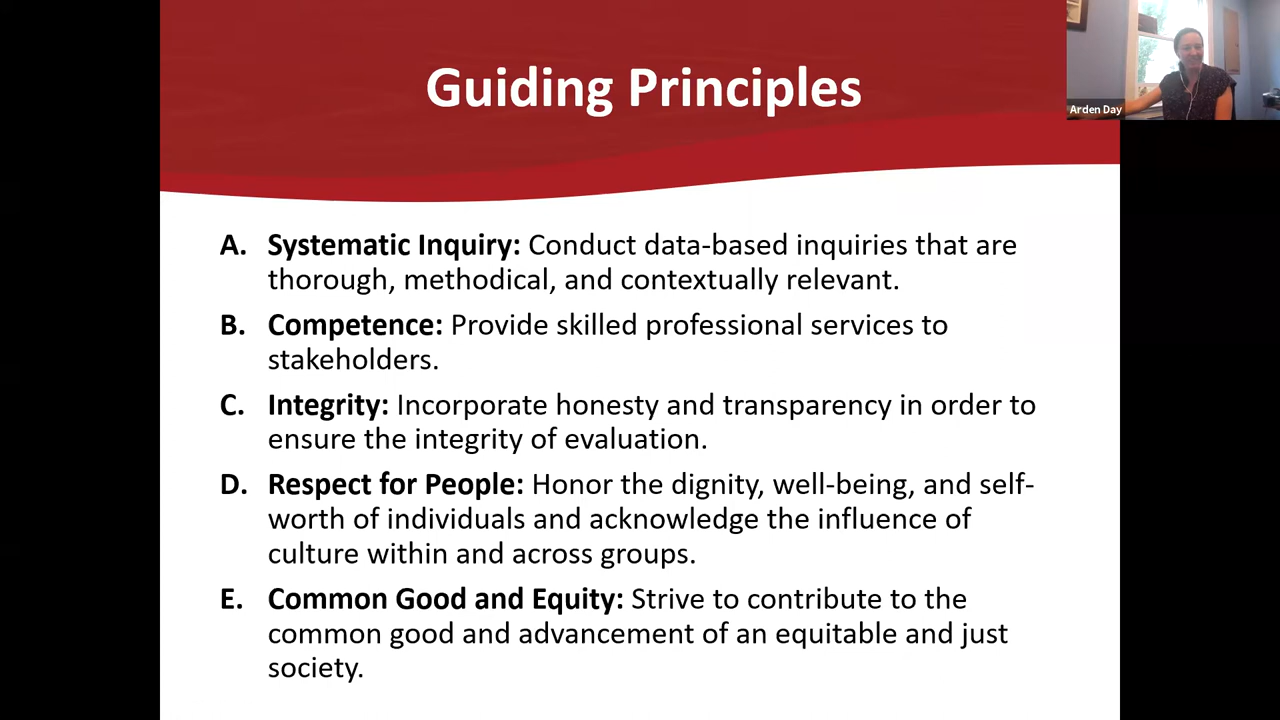 Guiding Principles
Arden Day
A. Systematic Inquiry: Conduct data-based inquiries that are
thorough, methodical, and contextually relevant.
B. Competence: Provide skilled professional services to
stakeholders.
C. Integrity: Incorporate honesty and transparency in order to
ensure the integrity of evaluation.
D. Respect for People: Honor the dignity, well-being, and self-
worth of individuals and acknowledge the influence of
culture within and across groups.
E. Common Good and Equity: Strive to contribute to the
common good and advancement of an equitable and just
society.